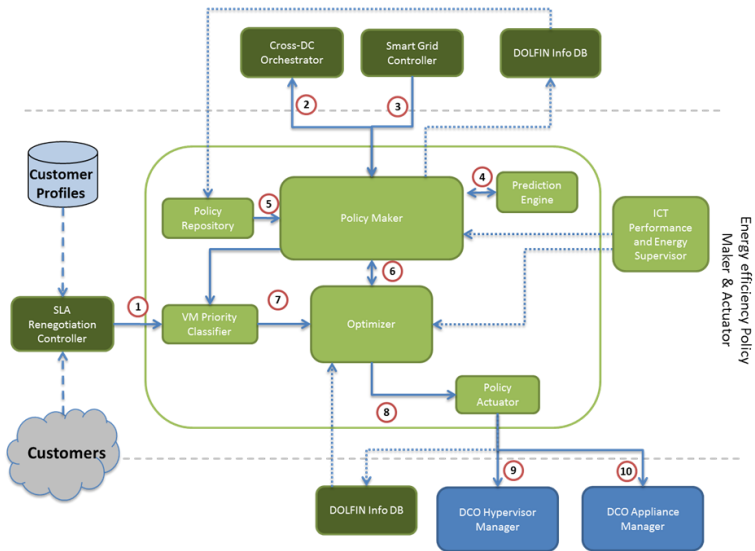 Cross-DC
Orchestrator
Smart Grid
Controller
DOLFIN Info DB
2
3
Customer
Profiles
Policy
Repository
5
Policy Maker
4
Prediction
Engine
ICT
Performance
and Energy
Supervisor
Energy efficiency Policy
Maker & Actuator
6
SLA
Renegotiation
Controller
1
VM Priority
Classifier
7
Optimizer
8
Policy
Actuator
Customers
9
10
DOLFIN Info DB
DCO Hypervisor
Manager
DCO Appliance
Manager